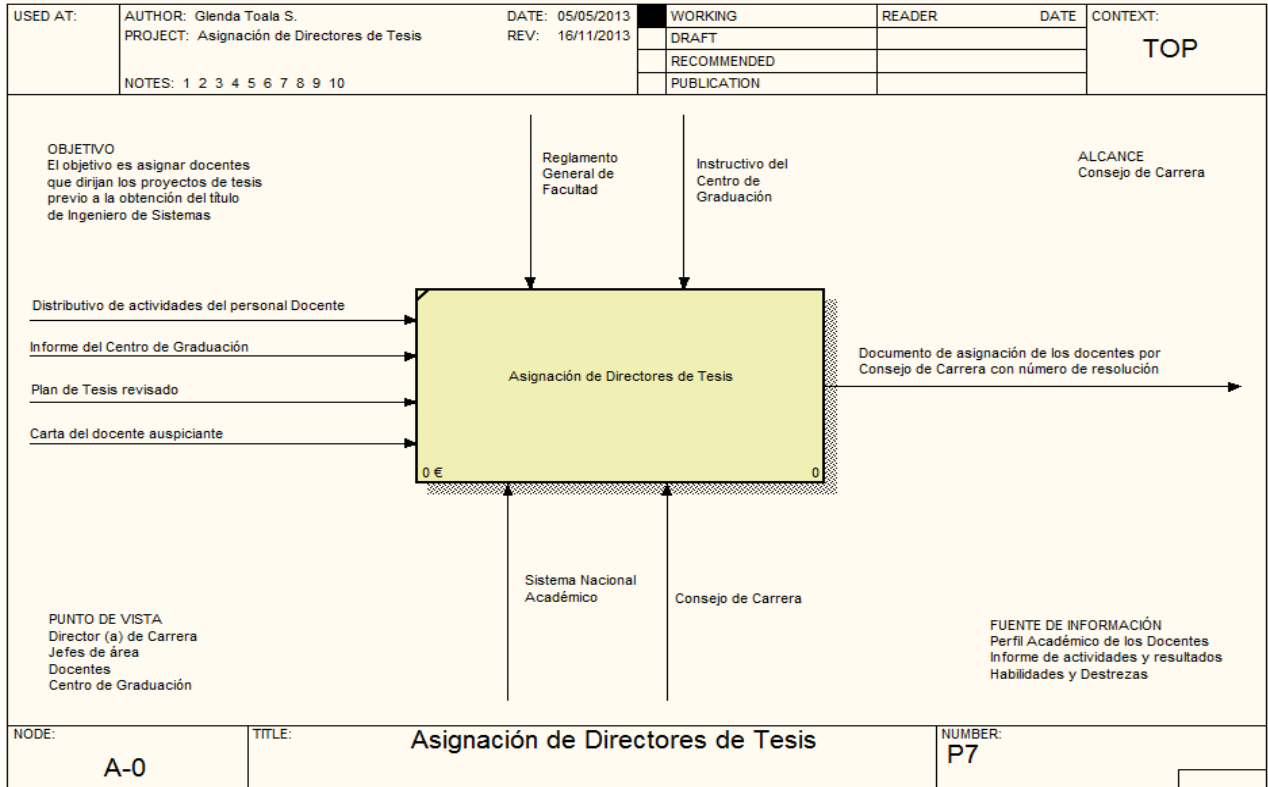 USED AT:
AUTHOR: Glenda Toala S.
DATE: 05/05/2013
PROJECT: Asignación de Directores de Tesis
REV: 16/11/2013
NOTES: 1 2 3 4 5 6 7 8 9 10
WORKING
DRAFT
RECOMMENDED
PUBLICATION
READER
DATE
CONTEXT:
TOP
OBJETIVO
El objetivo es asignar docentes
que dirijan los proyectos de tesis
previo a la obtención del título
de Ingeniero de Sistemas
Reglamento
General de
Facultad
Instructivo del
Centro de
Graduación
ALCANCE
Consejo de Carrera
Distributivo de actividades del personal Docente
Informe del Centro de Graduación
Plan de Tesis revisado
Carta del docente auspiciante
Asignación de Directores de Tesis
0 €
0
Documento de asignación de los docentes por
Consejo de Carrera con número de resolución
Sistema Nacional
Académico
Consejo de Carrera
PUNTO DE VISTA
Director (a) de Carrera
Jefes de área
Docentes
Centro de Graduación
FUENTE DE INFORMACIÓN
Perfil Académico de los Docentes
Informe de actividades y resultados
Habilidades y Destrezas
NODE:
A-0
TITLE:
Asignación de Directores de Tesis
NUMBER:
P7